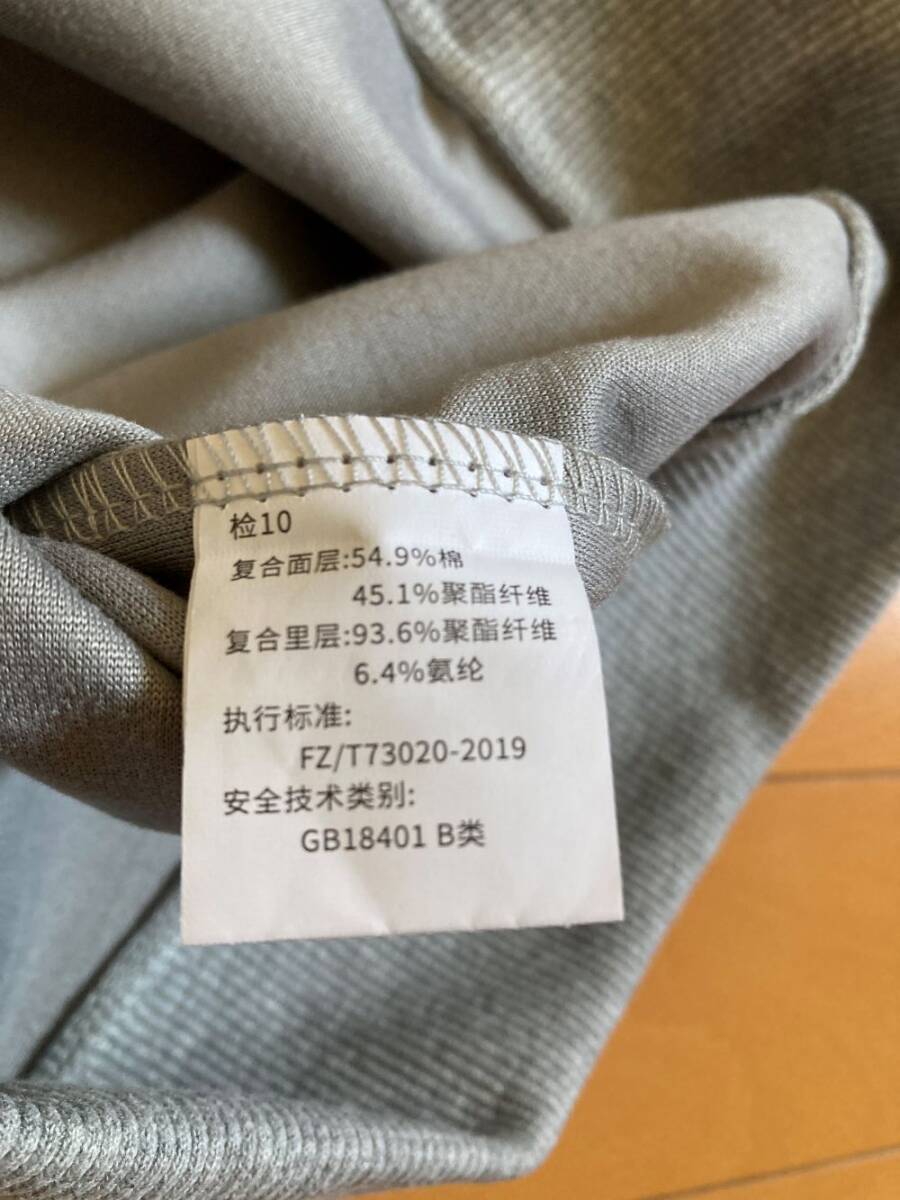 检10
复合面层:54.9%棉
45.1%聚酯纤维
复合里层:93.6%聚酯纤维
6.4%氨纶
执行标准:
FZ/T73020-2019
安全技术类别:
GB18401 B类